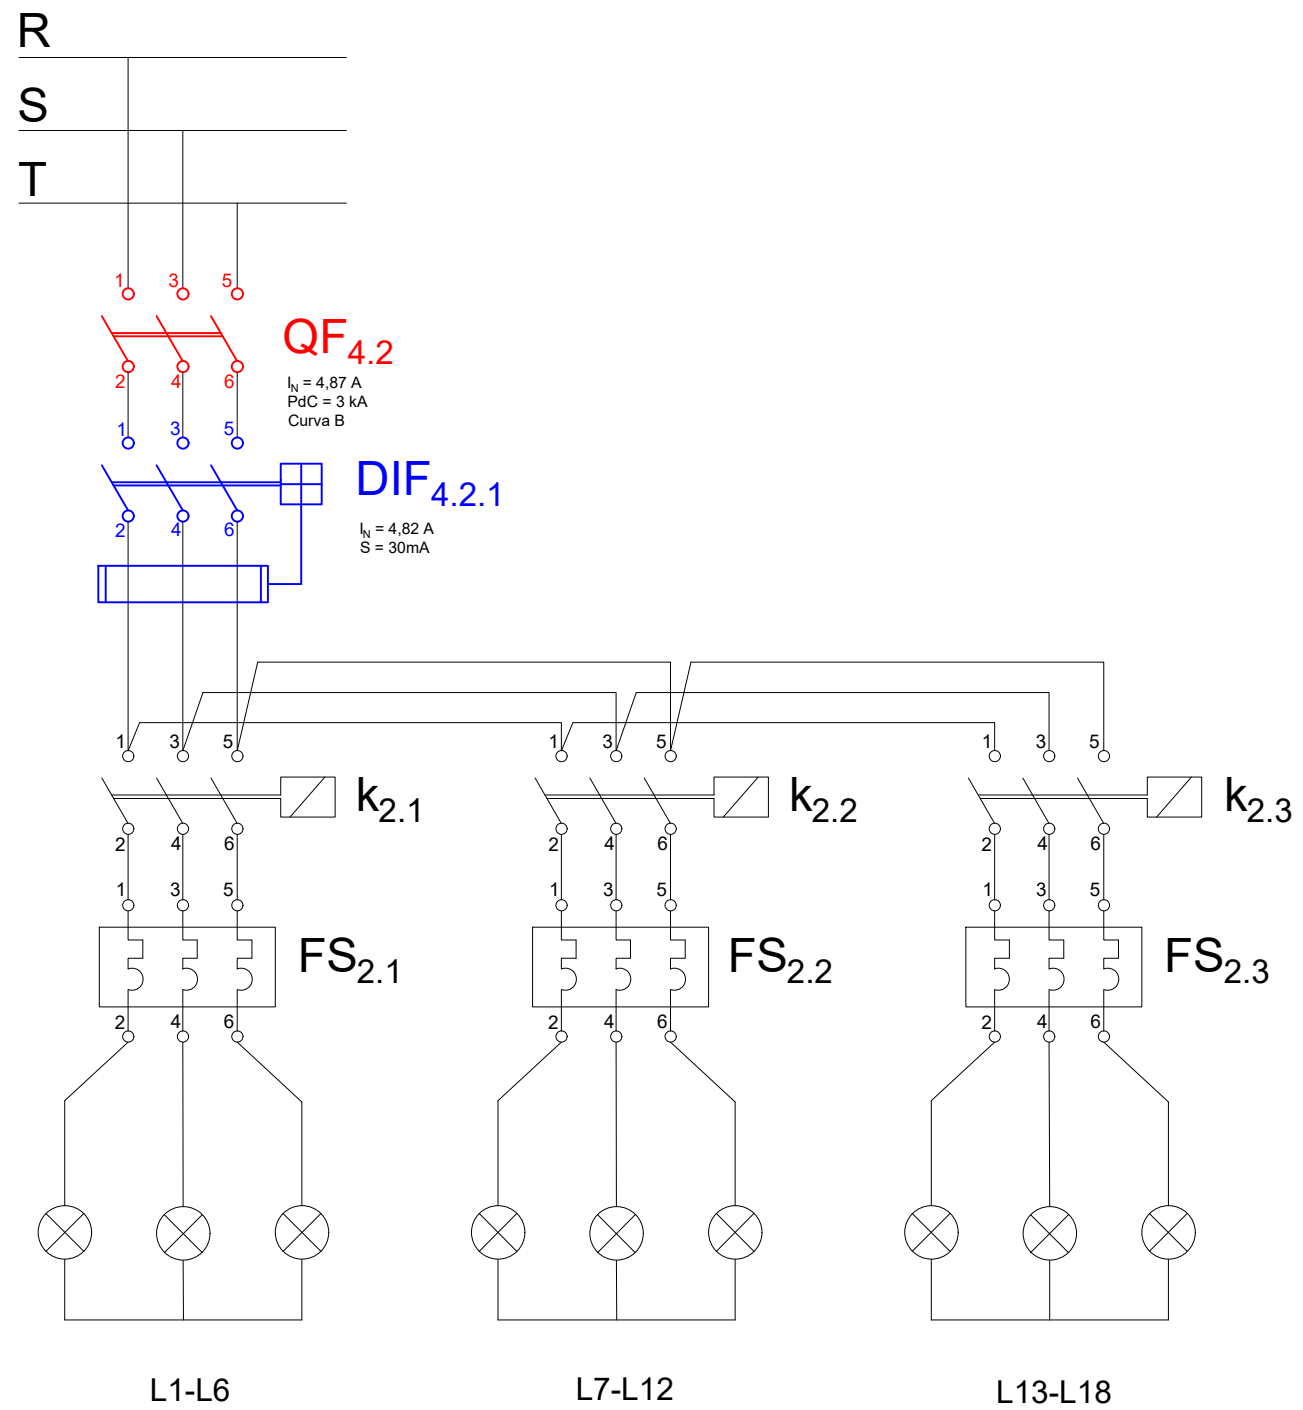 R
S
T
1 3 5
QF4.2
2 4 6
IN = 4,87 A
PdC = 3 kA
Curva B
1 3 5
DIF4.2.1
2 4 6
IN = 4,82 A
S = 30mA
1 3 5 1 3 5 1 3 5
k2.1 k2.2 k2.3
2 4 6 2 4 6 2 4 6
1 3 5 1 3 5 1 3 5
FS2.1 FS2.2 FS2.3
2 4 6 2 4 6 2 4 6
L1-L6 L7-L12 L13-L18